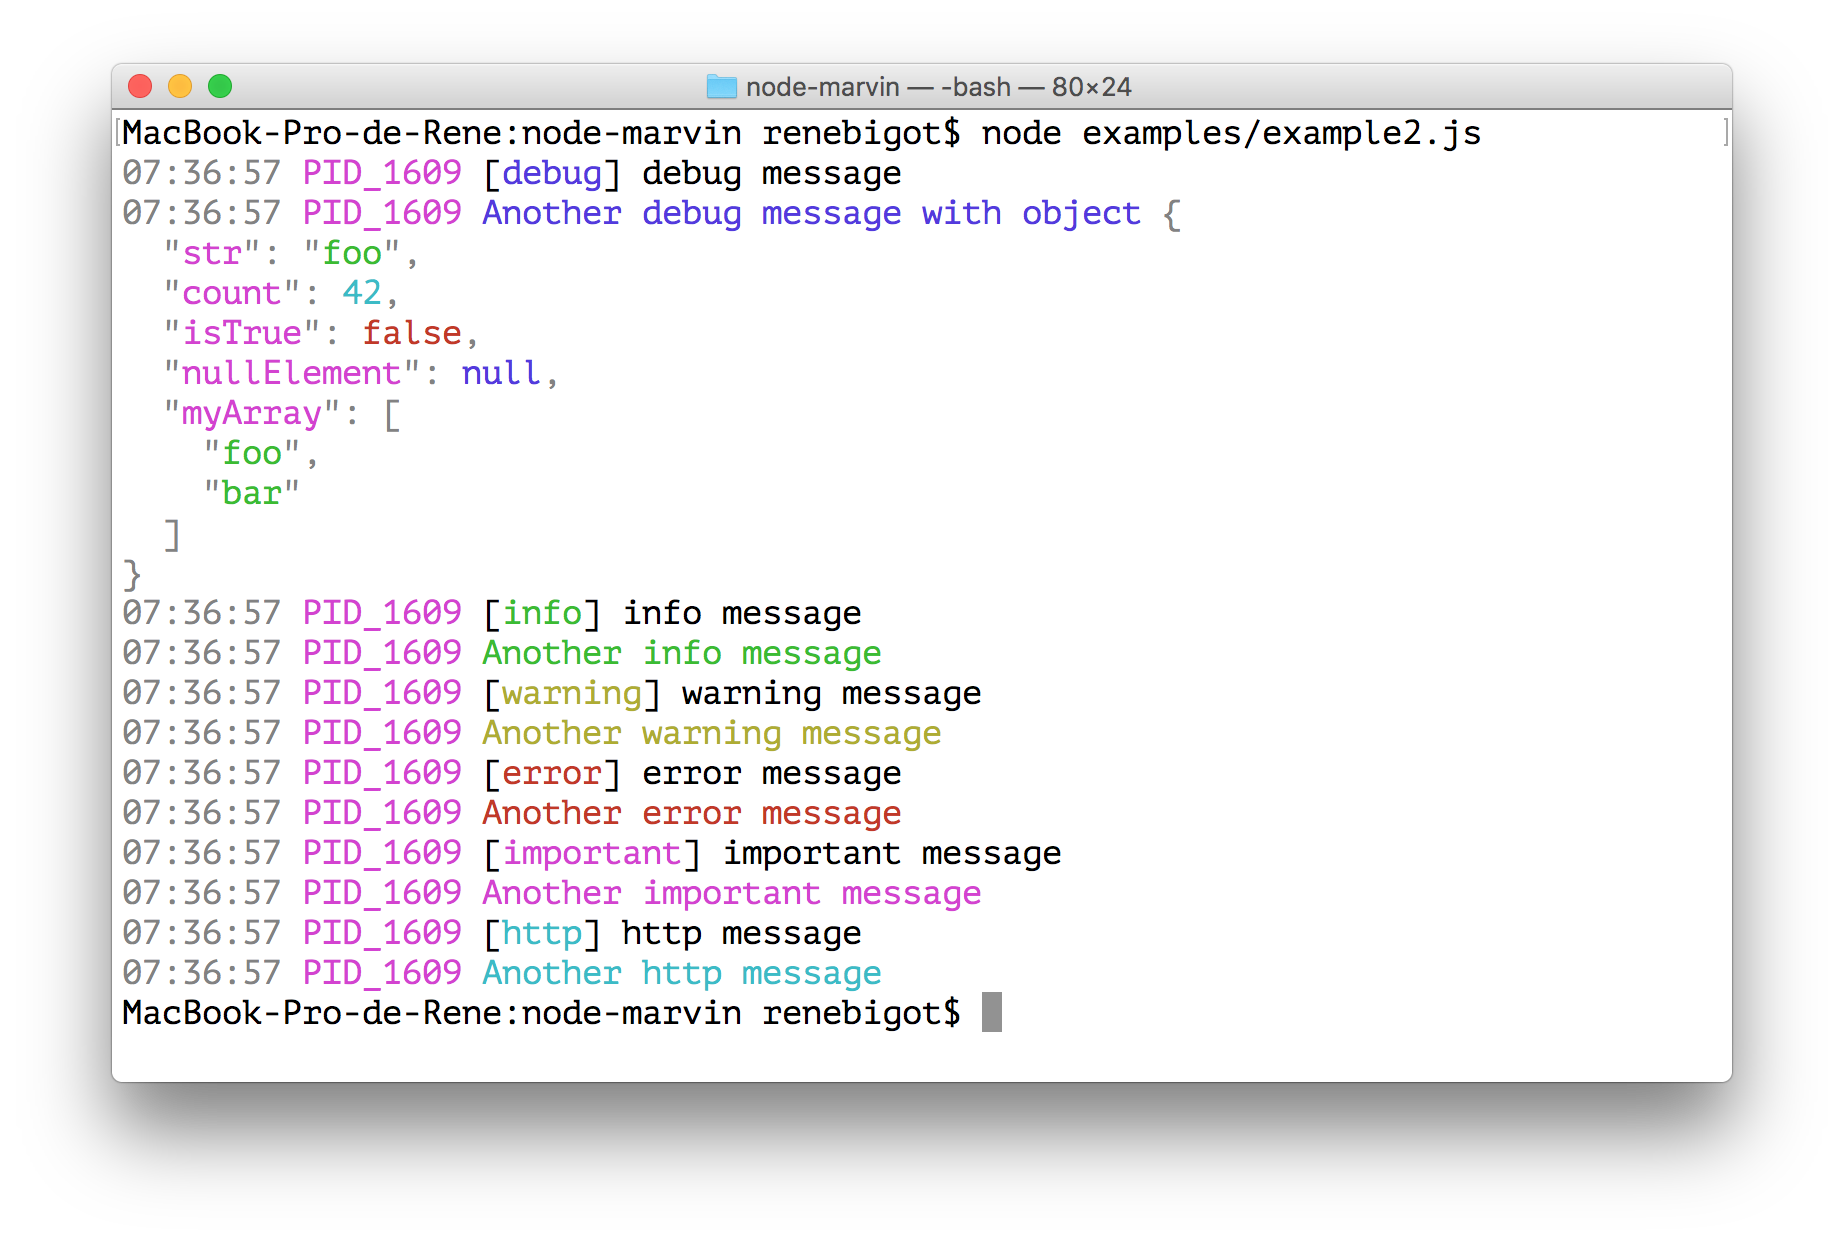 node-marvin — -bash — 80×24
MacBook-Pro-de-Rene:node-marvin renebigot$ node examples/example2.js
07:36:57 PID_1609 [debug] debug message
07:36:57 PID_1609 Another debug message with object {
  "str": "foo",
  "count": 42,
  "isTrue": false,
  "nullElement": null,
  "myArray": [
    "foo",
    "bar"
  ]
}
07:36:57 PID_1609 [info] info message
07:36:57 PID_1609 Another info message
07:36:57 PID_1609 [warning] warning message
07:36:57 PID_1609 Another warning message
07:36:57 PID_1609 [error] error message
07:36:57 PID_1609 Another error message
07:36:57 PID_1609 [important] important message
07:36:57 PID_1609 Another important message
07:36:57 PID_1609 [http] http message
07:36:57 PID_1609 Another http message
MacBook-Pro-de-Rene:node-marvin renebigot$